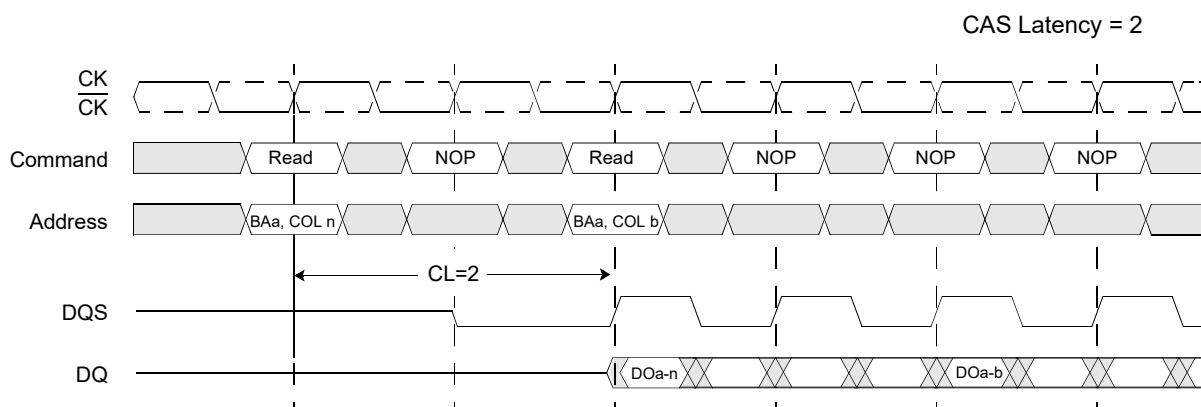 CAS Latency = 2
CK
CK
Command
Read
NOP
Read
NOP
NOP
NOP
Address
BAa, COL n
BAa, COL b
CL=2
DQS
DQ
DOa-n
DOa-b